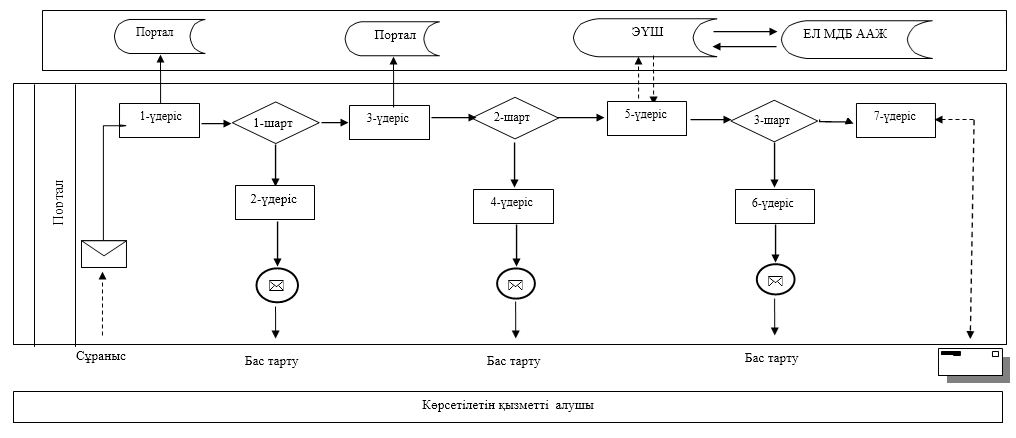 Портал
Портал
ЭҮШ
ЕЛ МДБ ААЖ
1-үдеріс
1-шарт
3-үдеріс
2-шарт
5-үдеріс
3-шарт
7-үдеріс
Портал
2-үдеріс
4-үдеріс
6-үдеріс
Сұраныс
Бас тарту
Бас тарту
Бас тарту
Көрсетілетін қызметті алушы